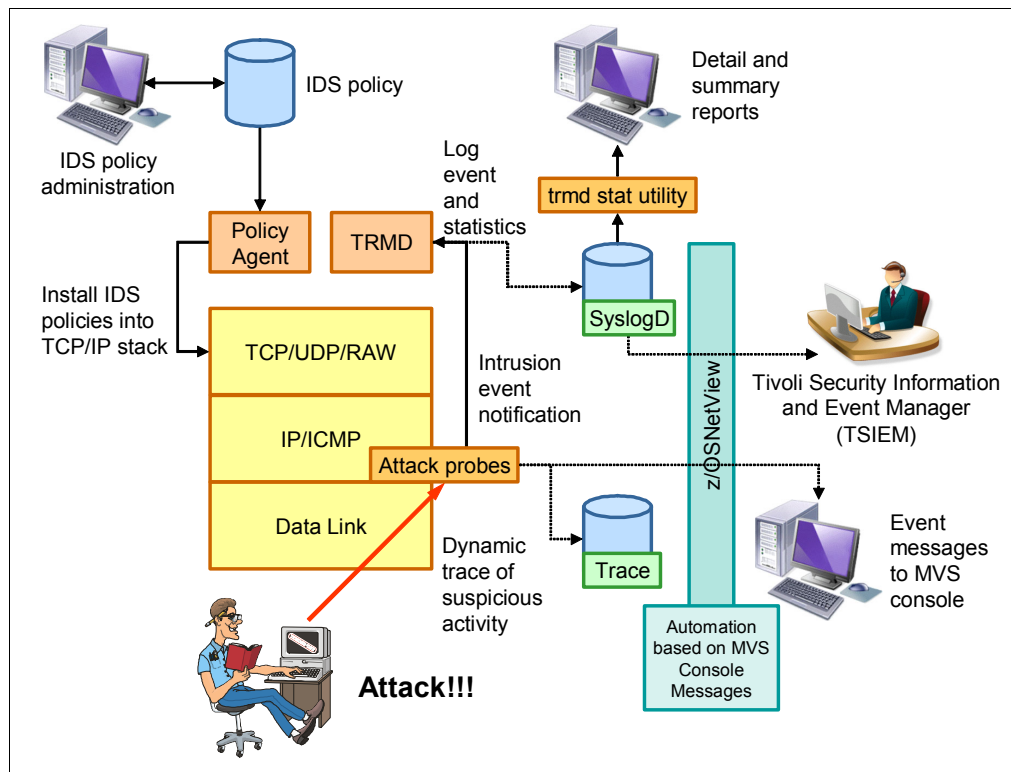 IDS policy
IDS policy
administration
Detail and
summary
reports
Log
event
and
statistics
trmd stat utility
Policy
Agent
TRMD
SyslogD
Install IDS
policies into
TCP/IP stack
TCP/UDP/RAW
Intrusion
event
notification
z/OSNetView
Tivoli Security Information
and Event Manager
(TSIEM)
IP/ICMP
Attack probes
Data Link
Dynamic
trace of
suspicious
activity
Trace
Event
messages
to MVS
console
Automation
based on MVS
Console
Messages
Attack!!!